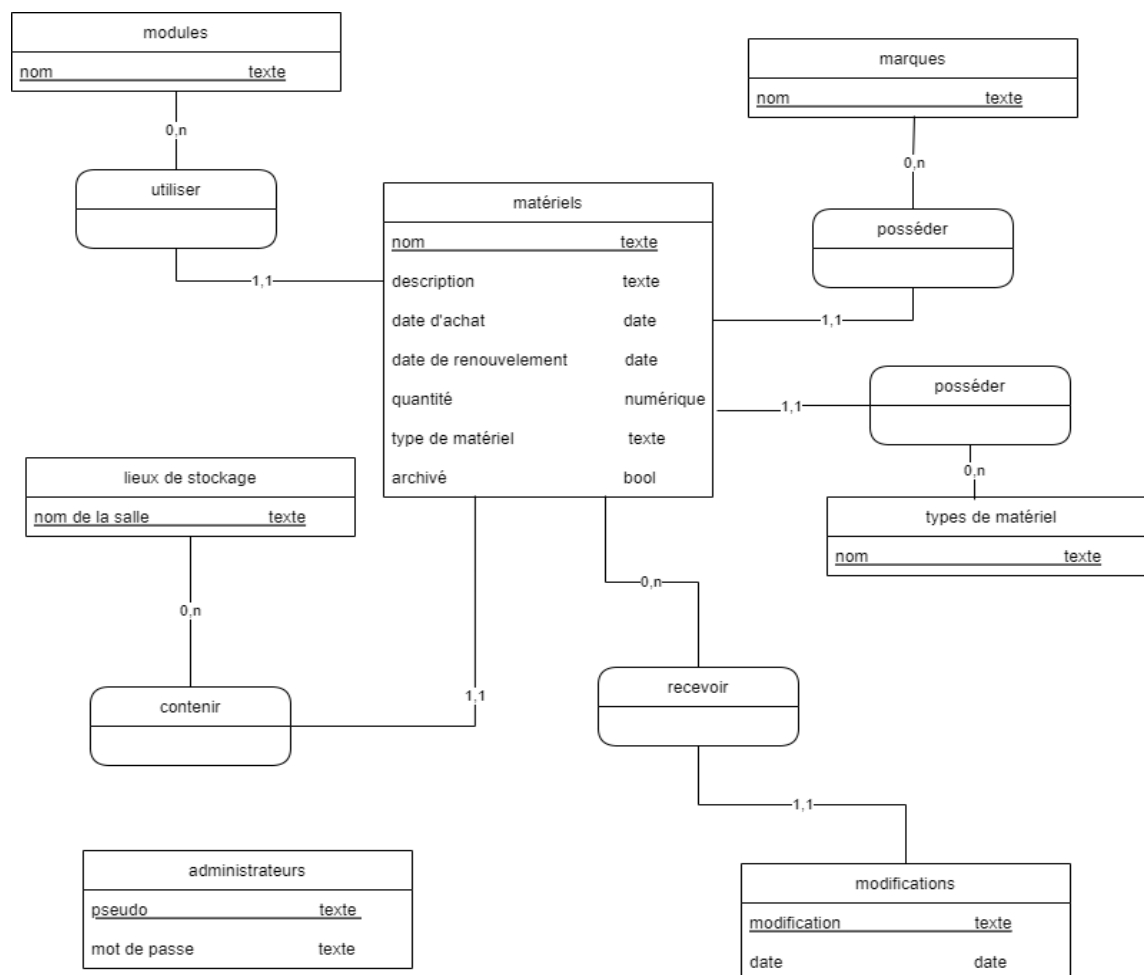 modules
nom texte
0,n
utiliser
1,1
marques
nom texte
0,n
posséder
1,1
matériels
nom texte
description texte
date d'achat date
date de renouvelement date
quantité numérique
type de matériel texte
archivé bool
posséder
1,1
0,n
types de matériel
nom texte
lieux de stockage
nom de la salle texte
0,n
contenir
1,1
0,n
recevoir
1,1
administrateurs
pseudo texte
mot de passe texte
modifications
modification texte
date date